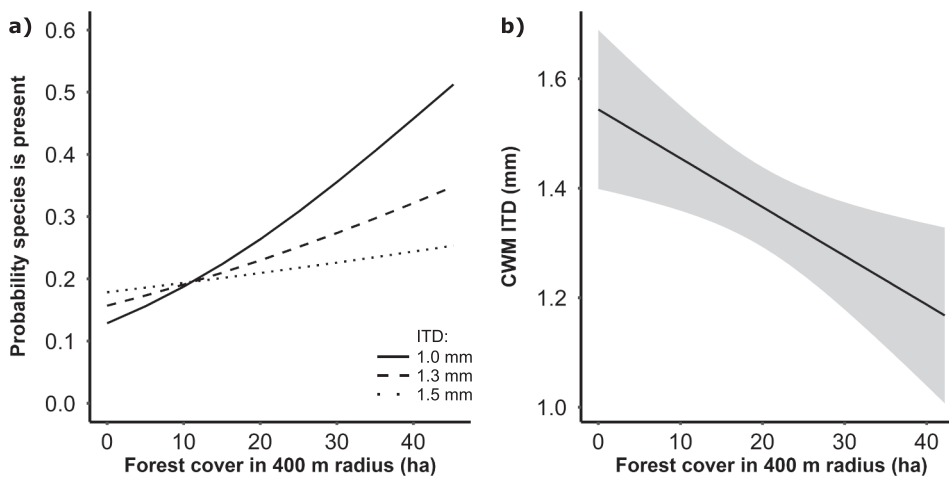 a)
Probability species is present
0.6
0.5
0.4
0.3
0.2
0.1
0.0
ITD:
1.0 mm
1.3 mm
1.5 mm
0 10 20 30 40
Forest cover in 400 m radius (ha)
b)
CWM ITD (mm)
1.6
1.4
1.2
1.0
0 10 20 30 40
Forest cover in 400 m radius (ha)